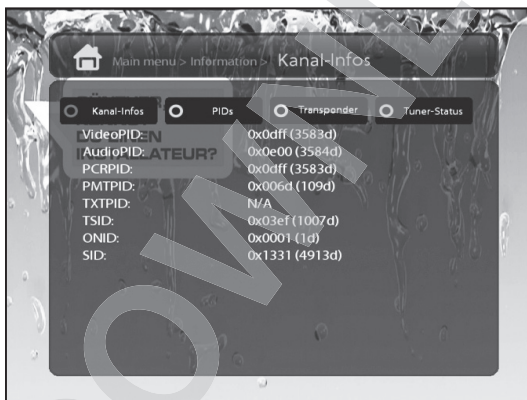 Main menu > Information > Kanal-Infos
Kanal-Infos PIDs Transponder Tuner-Status
VideoPID: 0x0dff (3583d)
AudioPID: 0x0e00 (3584d)
PCRPID: 0x0dff (3583d)
PMTPID: 0x006d (109d)
TXTPID: N/A
TSID: 0x03ef (1007d)
ONID: 0x0001 (1d)
SID: 0x1331 (4913d)